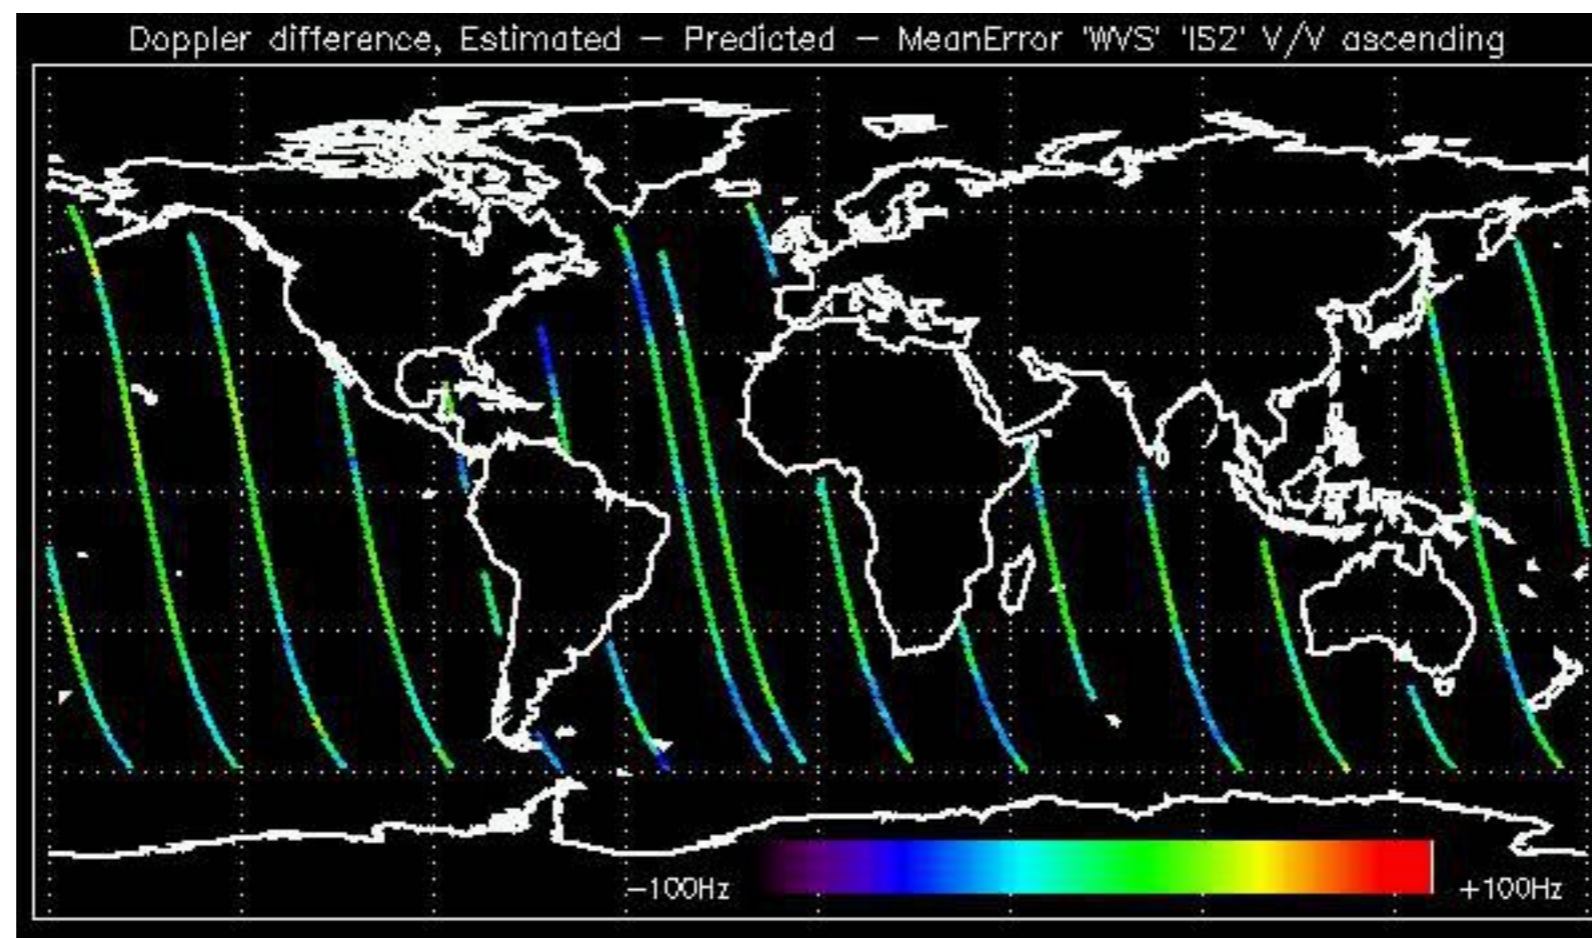 Doppler difference, Estimated - Predicted - MeanError 'WVS' 'IS2' V/V ascending
-100Hz
+100Hz